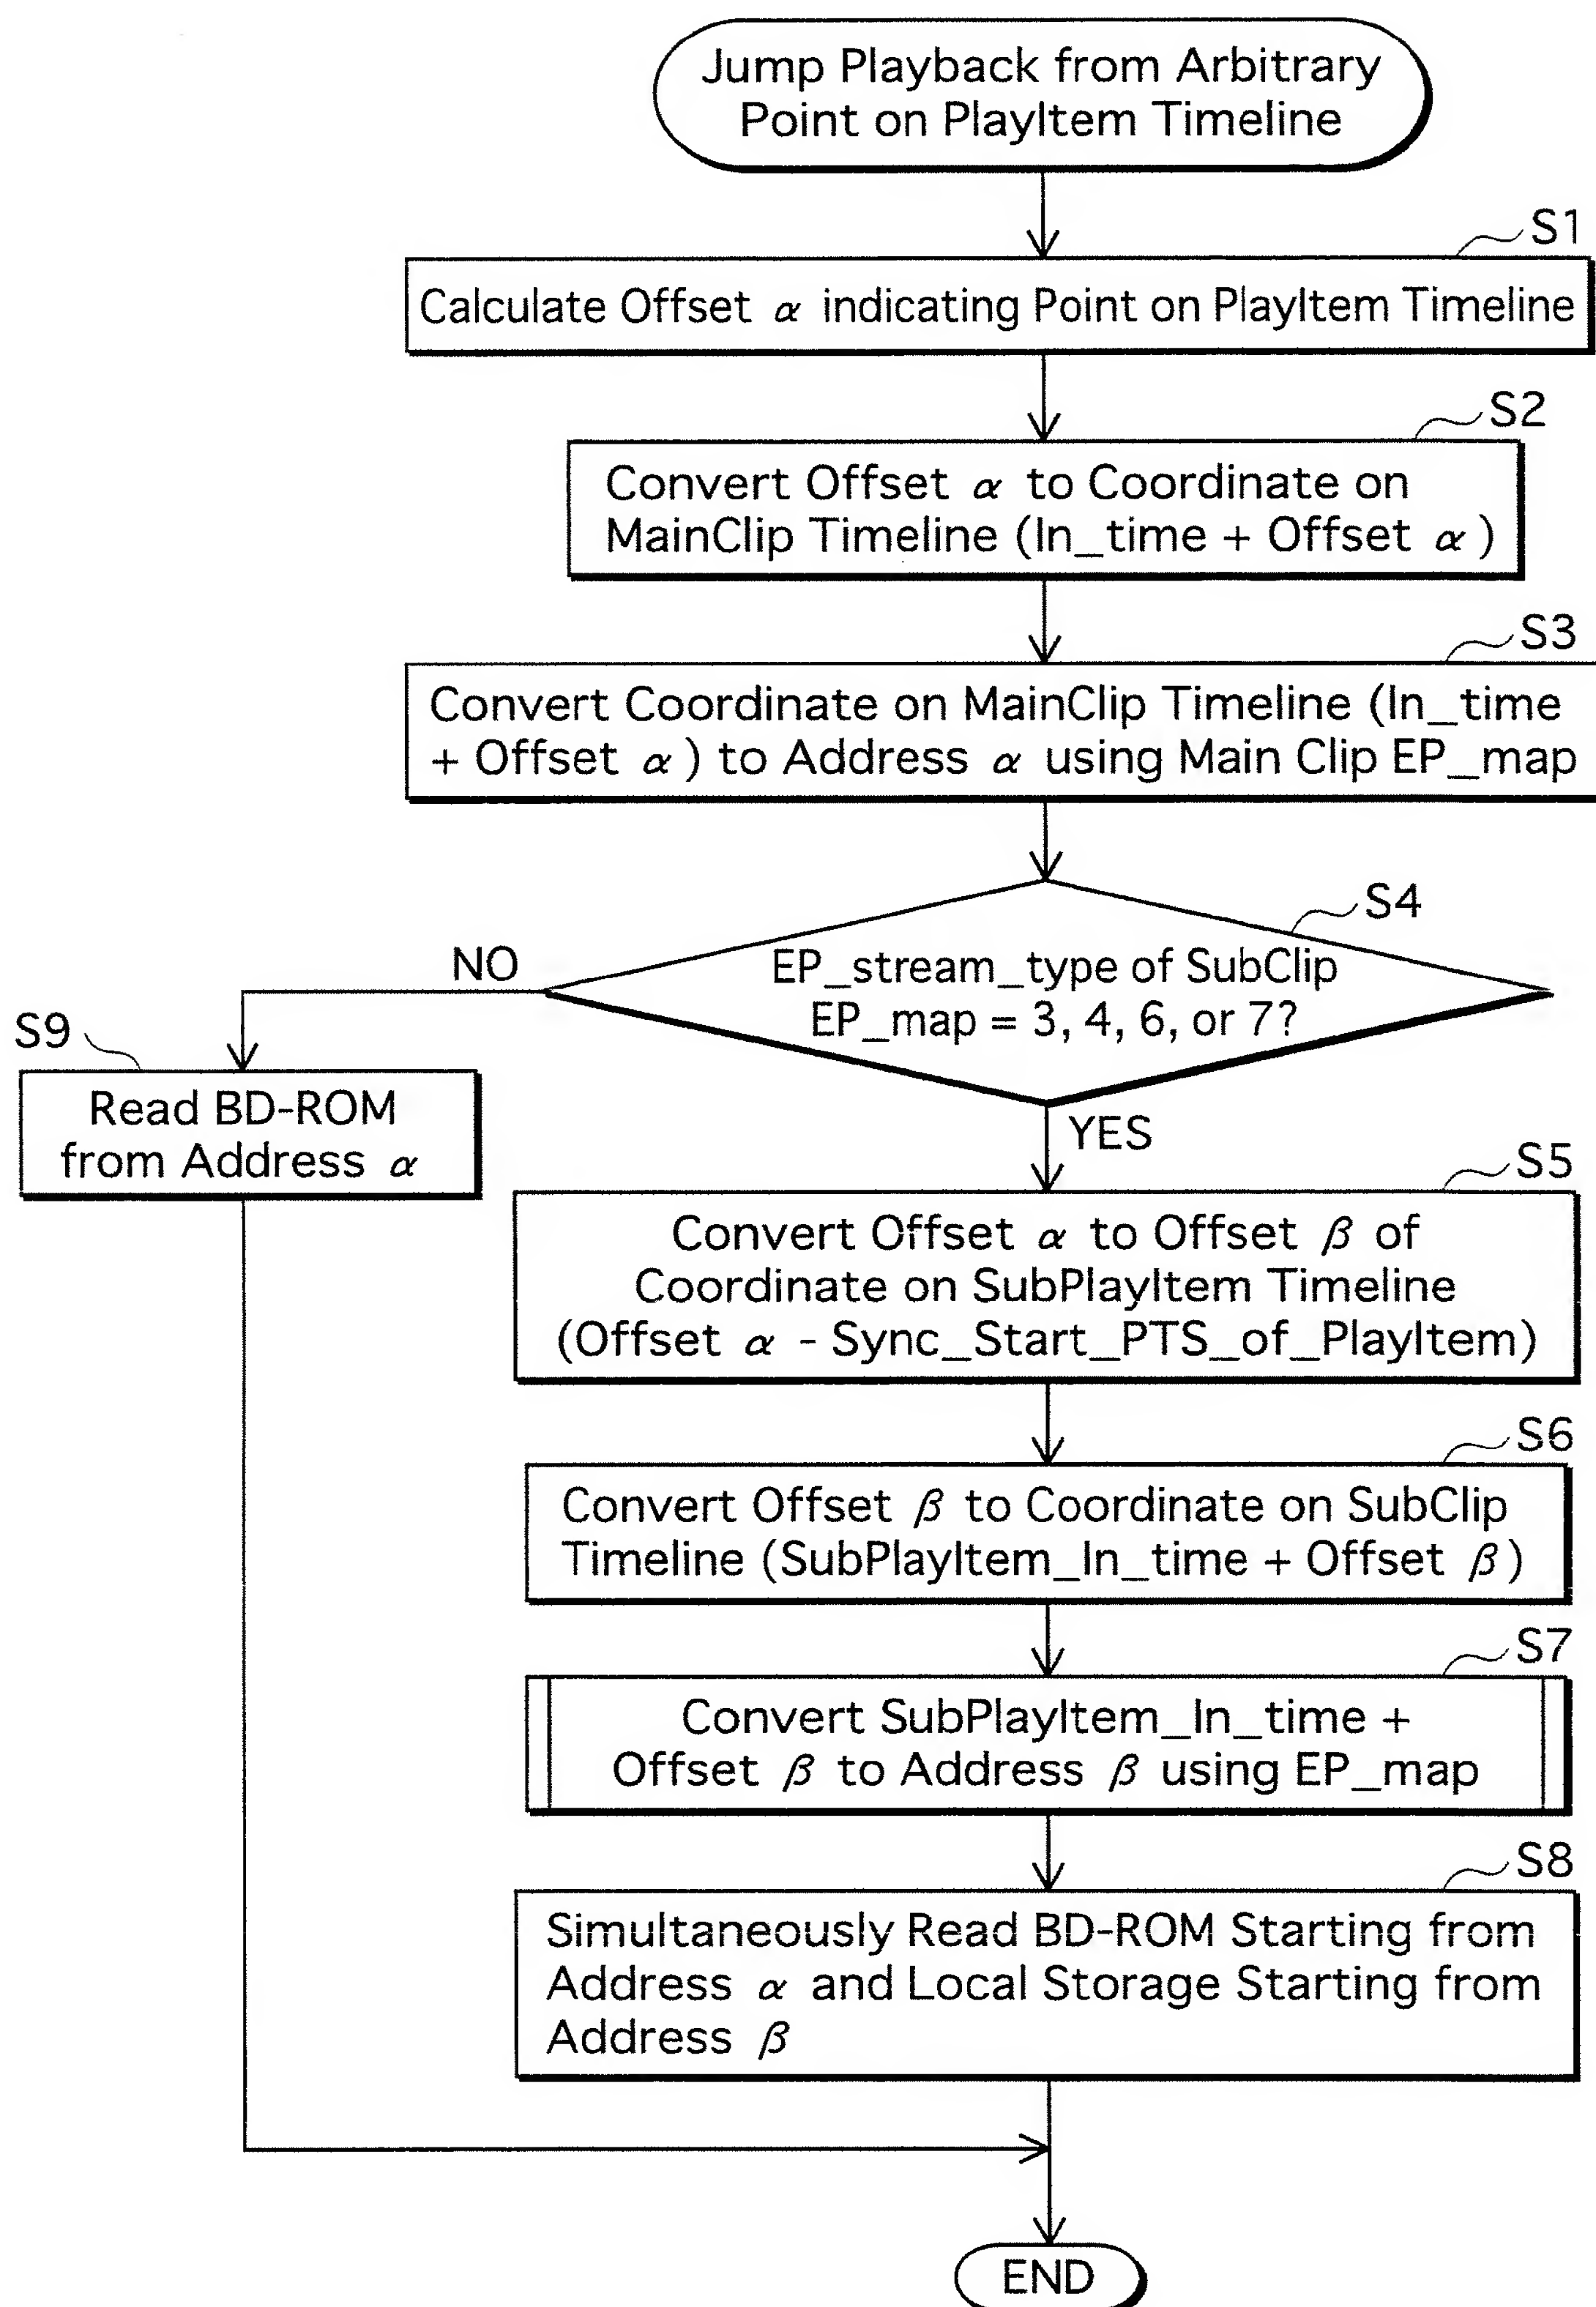 Jump Playback from Arbitrary
Point on PlayItem Timeline
S1
Calculate Offset α indicating Point on PlayItem Timeline
S2
Convert Offset α to Coordinate on
MainClip Timeline (In_time + Offset α)
S3
Convert Coordinate on MainClip Timeline (In_time
+ Offset α) to Address α using Main Clip EP_map
S4
EP_stream_type of SubClip
EP_map = 3, 4, 6, or 7?
NO
S9
Read BD-ROM
from Address α
YES
S5
Convert Offset α to Offset β of
Coordinate on SubPlayItem Timeline
(Offset α - Sync_Start_PTS_of_PlayItem)
S6
Convert Offset β to Coordinate on SubClip
Timeline (SubPlayItem_In_time + Offset β)
S7
Convert SubPlayItem_In_time +
Offset β to Address β using EP_map
S8
Simultaneously Read BD-ROM Starting from
Address α and Local Storage Starting from
Address β
END